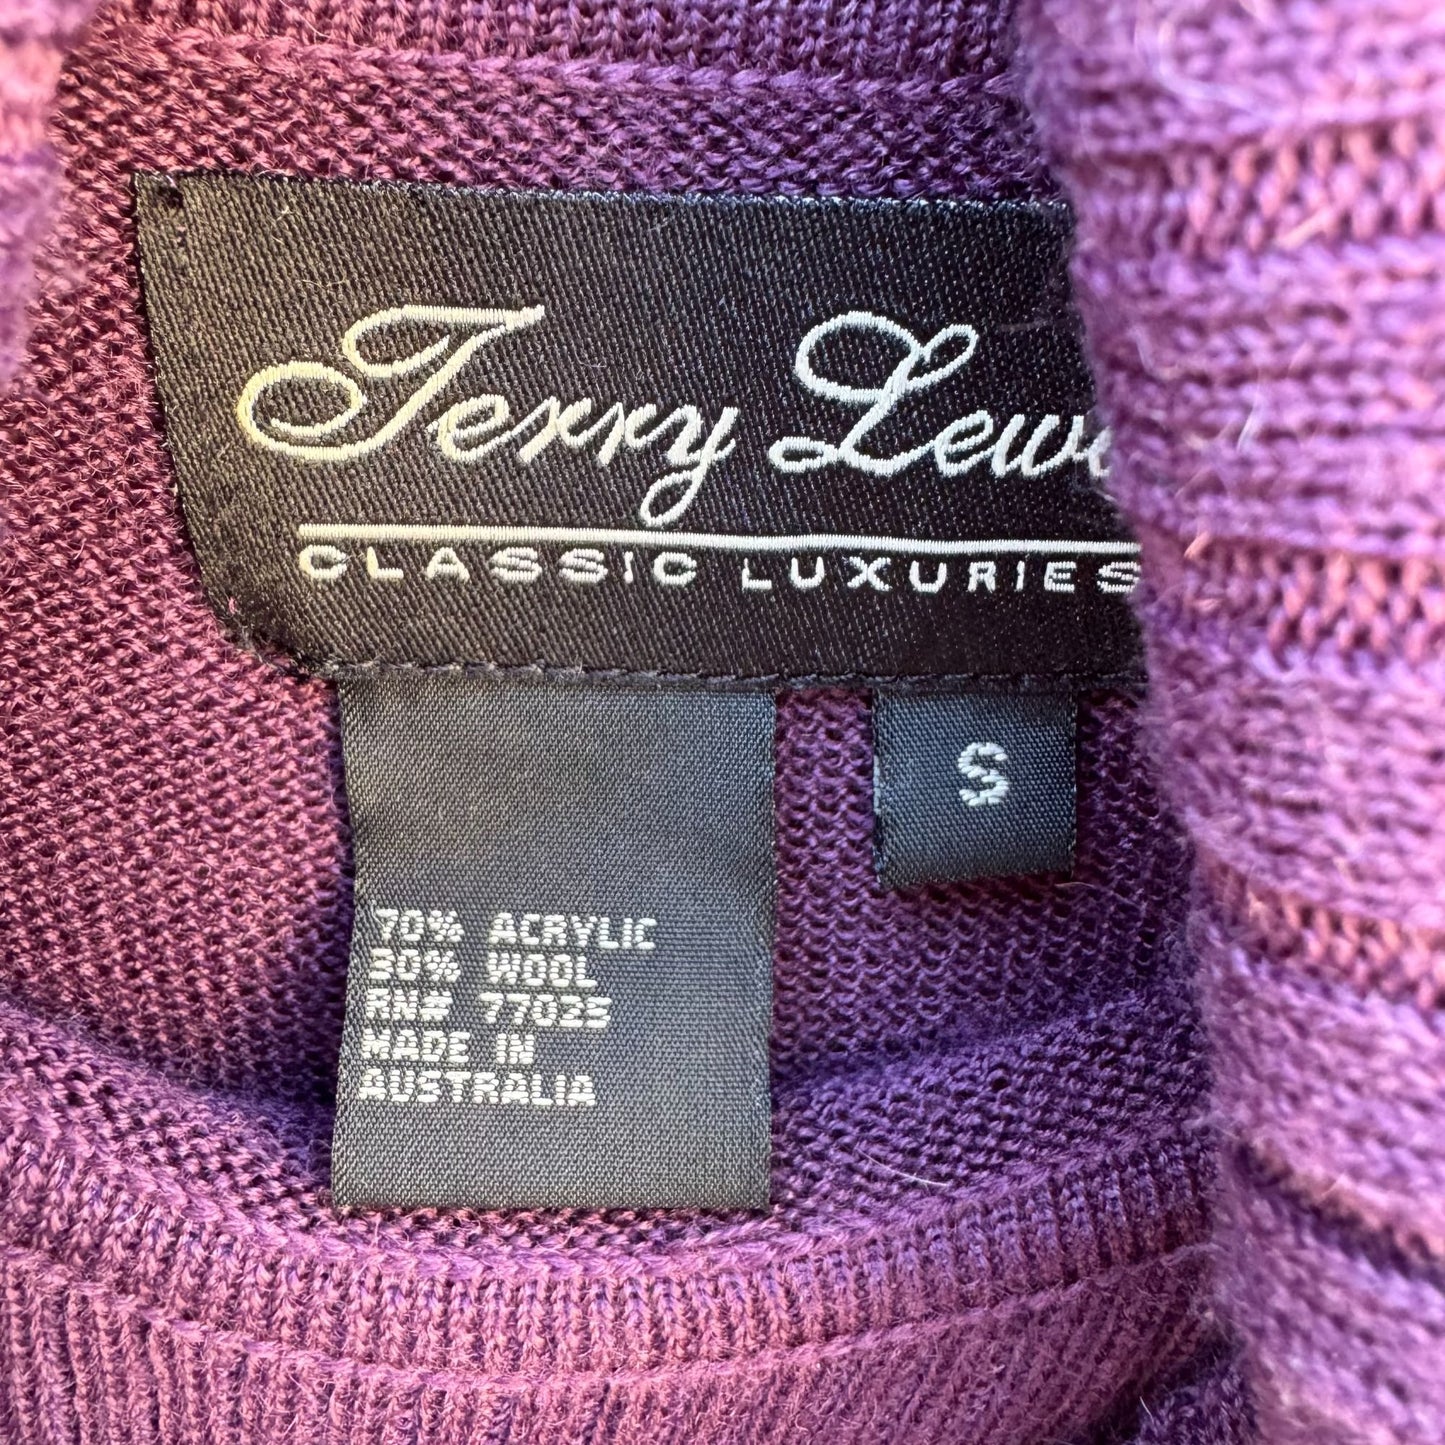 Terry Lewi
CLASSIC LUXURIES
S
70% ACRYLIC
30% WOOL
RN# 77025
MADE IN
AUSTRALIA